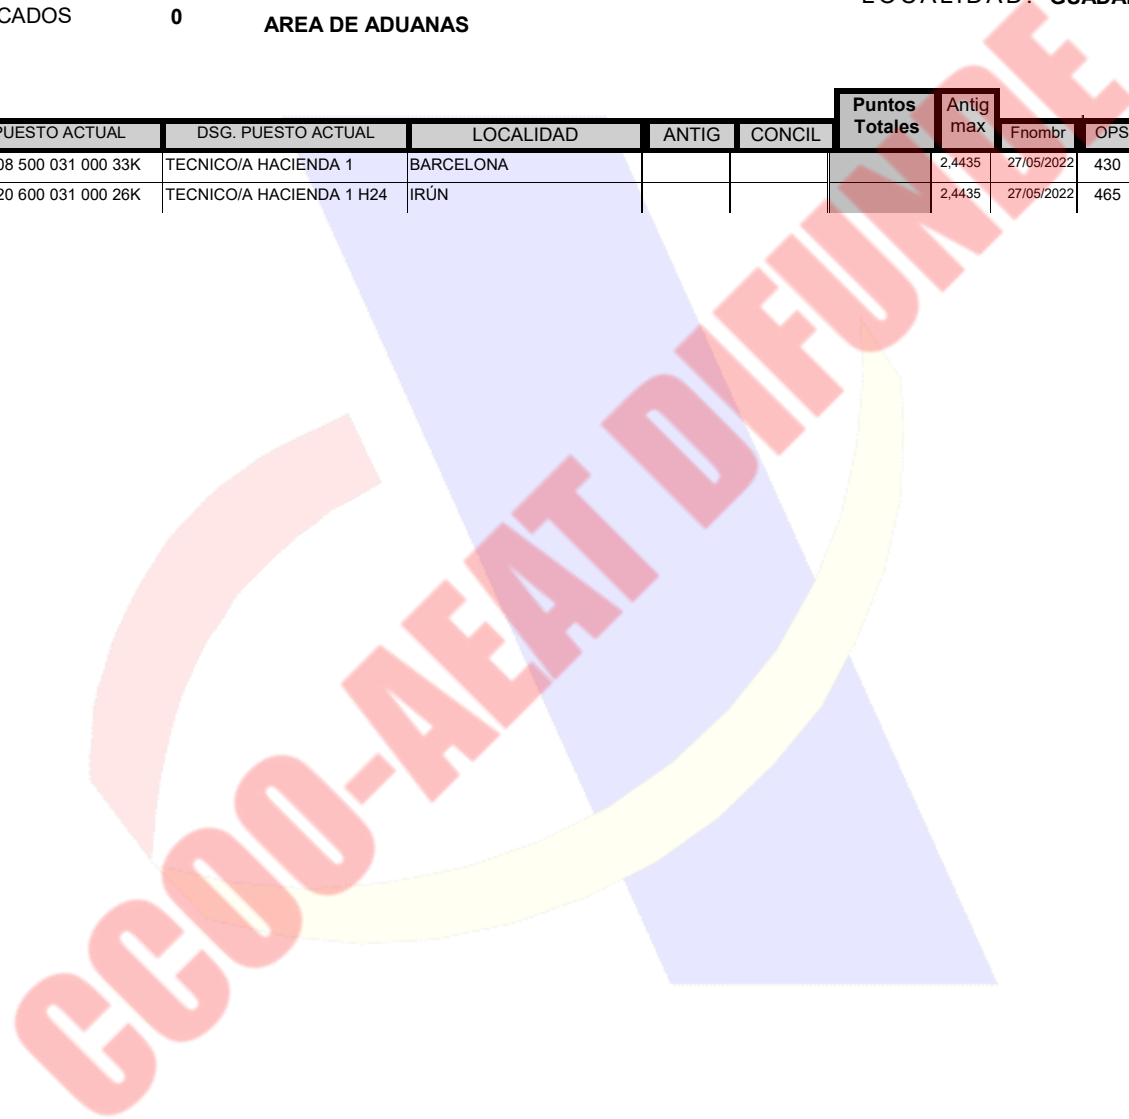 CADOS 0 AREA DE ADUANAS LOCALIDAD:
PUESTO ACTUAL DSG. PUESTO ACTUAL LOCALIDAD ANTIG CONCIL Puntos Totales Antig max Fnombr OPS
08 500 031 000 33K TECNICO/A HACIENDA 1 BARCELONA 2,4435 27/05/2022 430
20 600 031 000 26K TECNICO/A HACIENDA 1 H24 IRÚN 2,4435 27/05/2022 465
CCOO-AEAT DIFUNDE